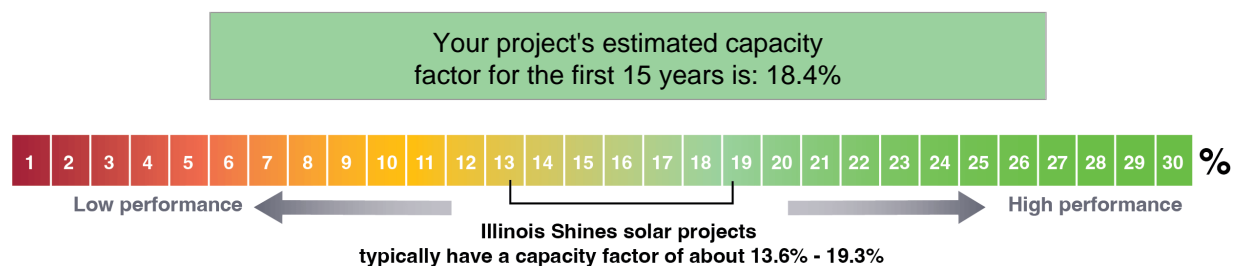 Your project's estimated capacity
factor for the first 15 years is: 18.4%
1 2 3 4 5 6 7 8 9 10 11 12 13 14 15 16 17 18 19 20 21 22 23 24 25 26 27 28 29 30 %
Low performance
High performance
Illinois Shines solar projects
typically have a capacity factor of about 13.6% - 19.3%